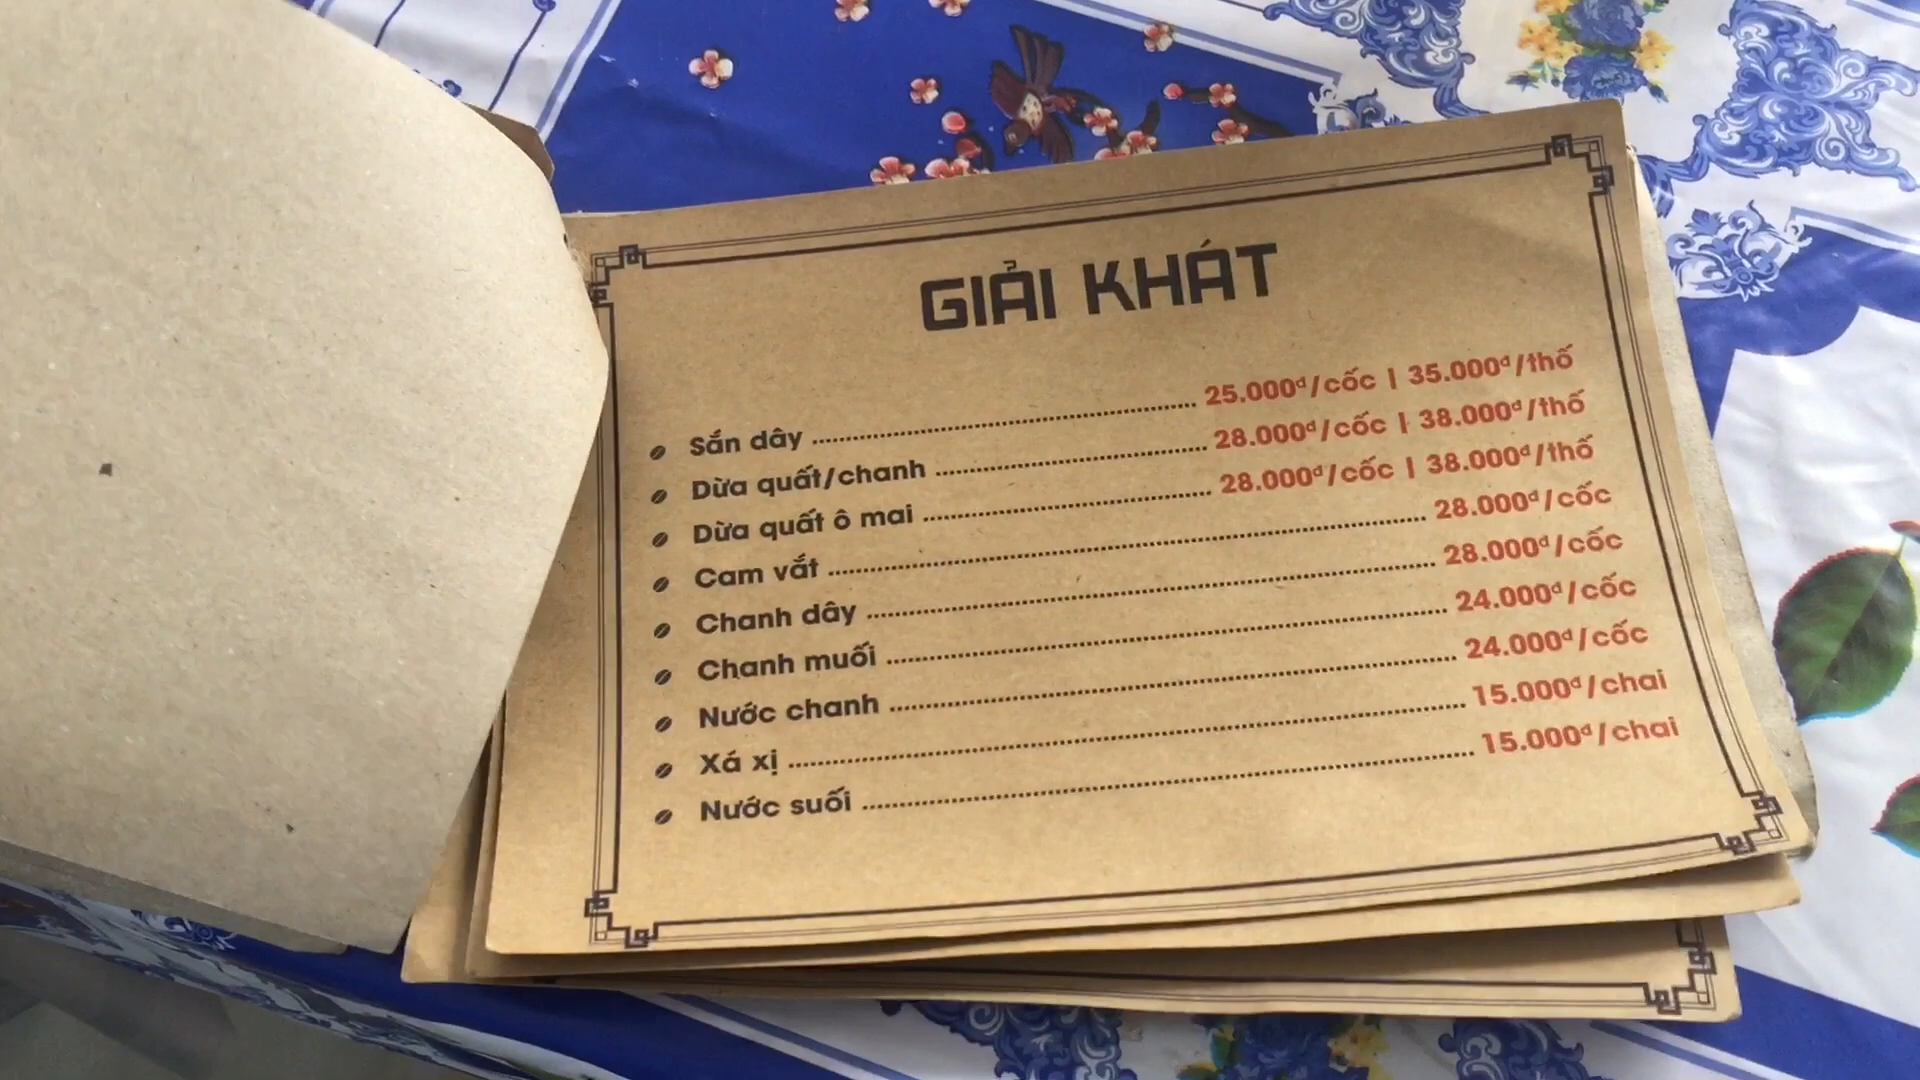 GIẢI KHÁT
Sắn dây ........ 25.000đ/cốc | 35.000đ/thố
Dừa quất/chanh ........ 28.000đ/cốc | 38.000đ/thố
Dừa quất ô mai ........ 28.000đ/cốc | 38.000đ/thố
Cam vắt ........ 28.000đ/cốc
Chanh dây ........ 28.000đ/cốc
Chanh muối ........ 24.000đ/cốc
Nước chanh ........ 24.000đ/cốc
Xá xị ........ 15.000đ/chai
Nước suối ........ 15.000đ/chai